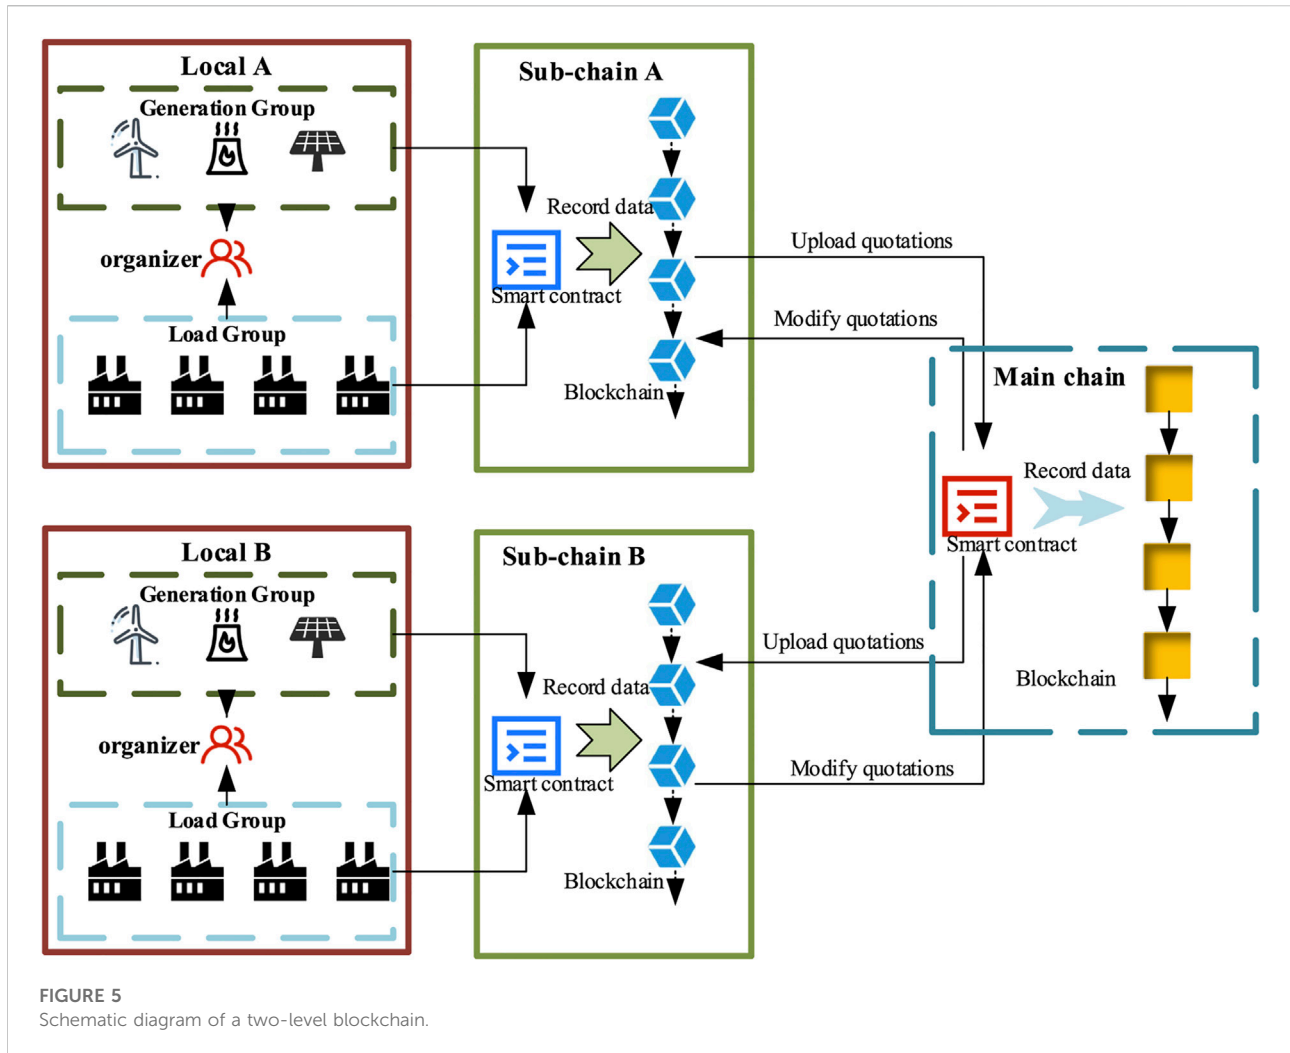 Local A
Generation Group
organizer
Load Group
Sub-chain A
Record data
Smart contract
Blockchain
Upload quotations
Modify quotations
Main chain
Record data
Smart contract
Blockchain
Local B
Generation Group
organizer
Load Group
Sub-chain B
Record data
Smart contract
Blockchain
Upload quotations
Modify quotations
FIGURE 5
Schematic diagram of a two-level blockchain.